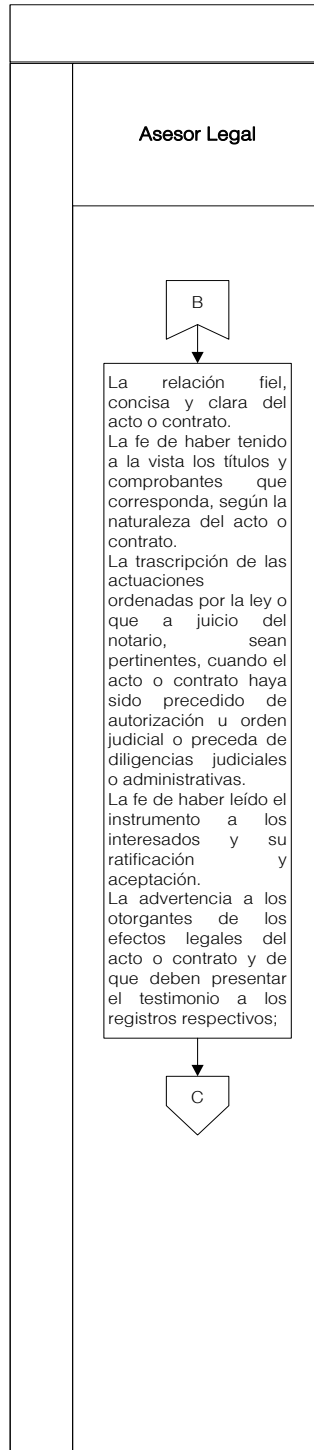 Asesor Legal
B
La relación fiel,
concisa y clara del
acto o contrato.
La fe de haber tenido
a la vista los títulos y
comprobantes que
corresponda, según la
naturaleza del acto o
contrato.
La trascripción de las
actuaciones
ordenadas por la ley o
que a juicio del
notario, sean
pertinentes, cuando el
acto o contrato haya
sido precedido de
autorización u orden
judicial o preceda de
diligencias judiciales
o administrativas.
La fe de haber leído el
instrumento a los
interesados y su
ratificación y
aceptación.
La advertencia a los
otorgantes de los
efectos legales del
acto o contrato y de
que deben presentar
el testimonio a los
registros respectivos;
C